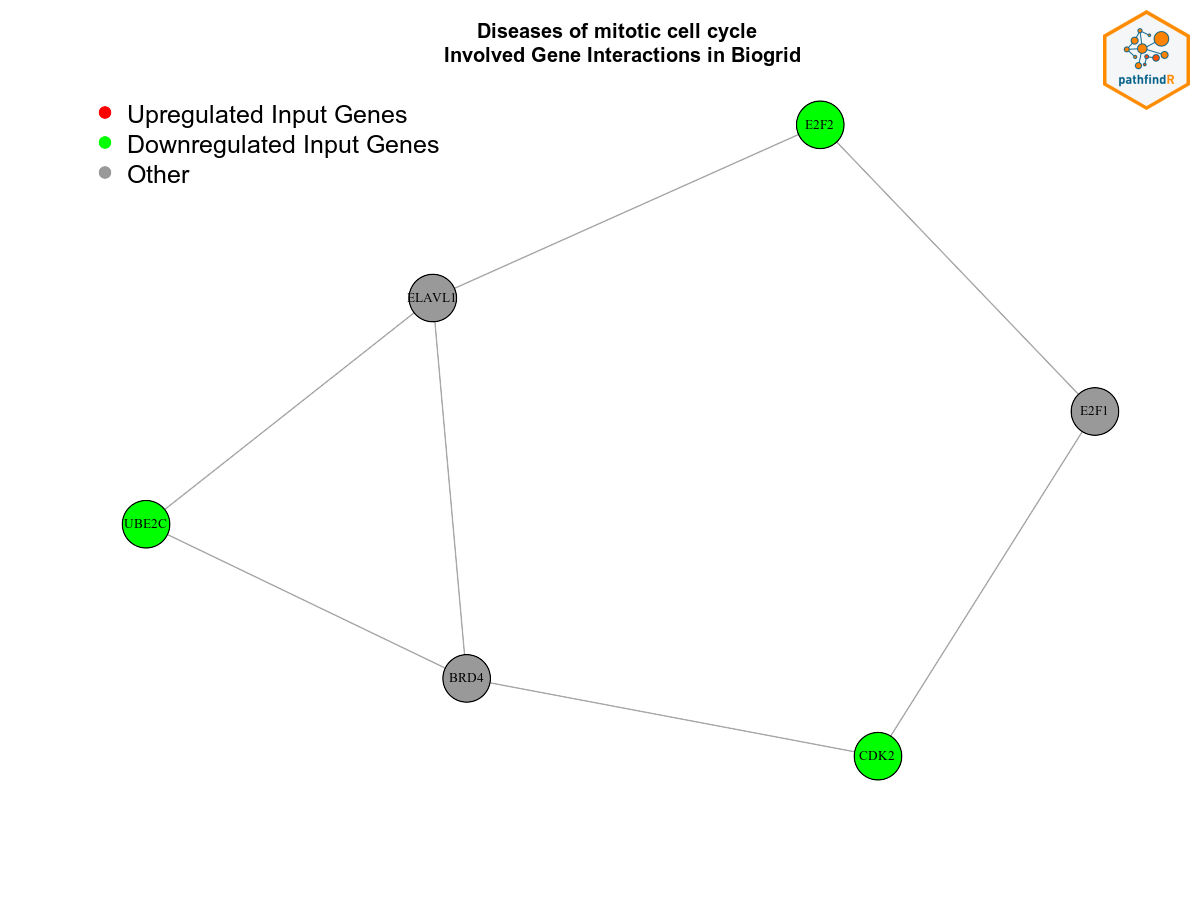 Diseases of mitotic cell cycle
Involved Gene Interactions in Biogrid
pathfindR
Upregulated Input Genes
Downregulated Input Genes
Other
E2F2
ELAVL1
E2F1
UBE2C
BRD4
CDK2